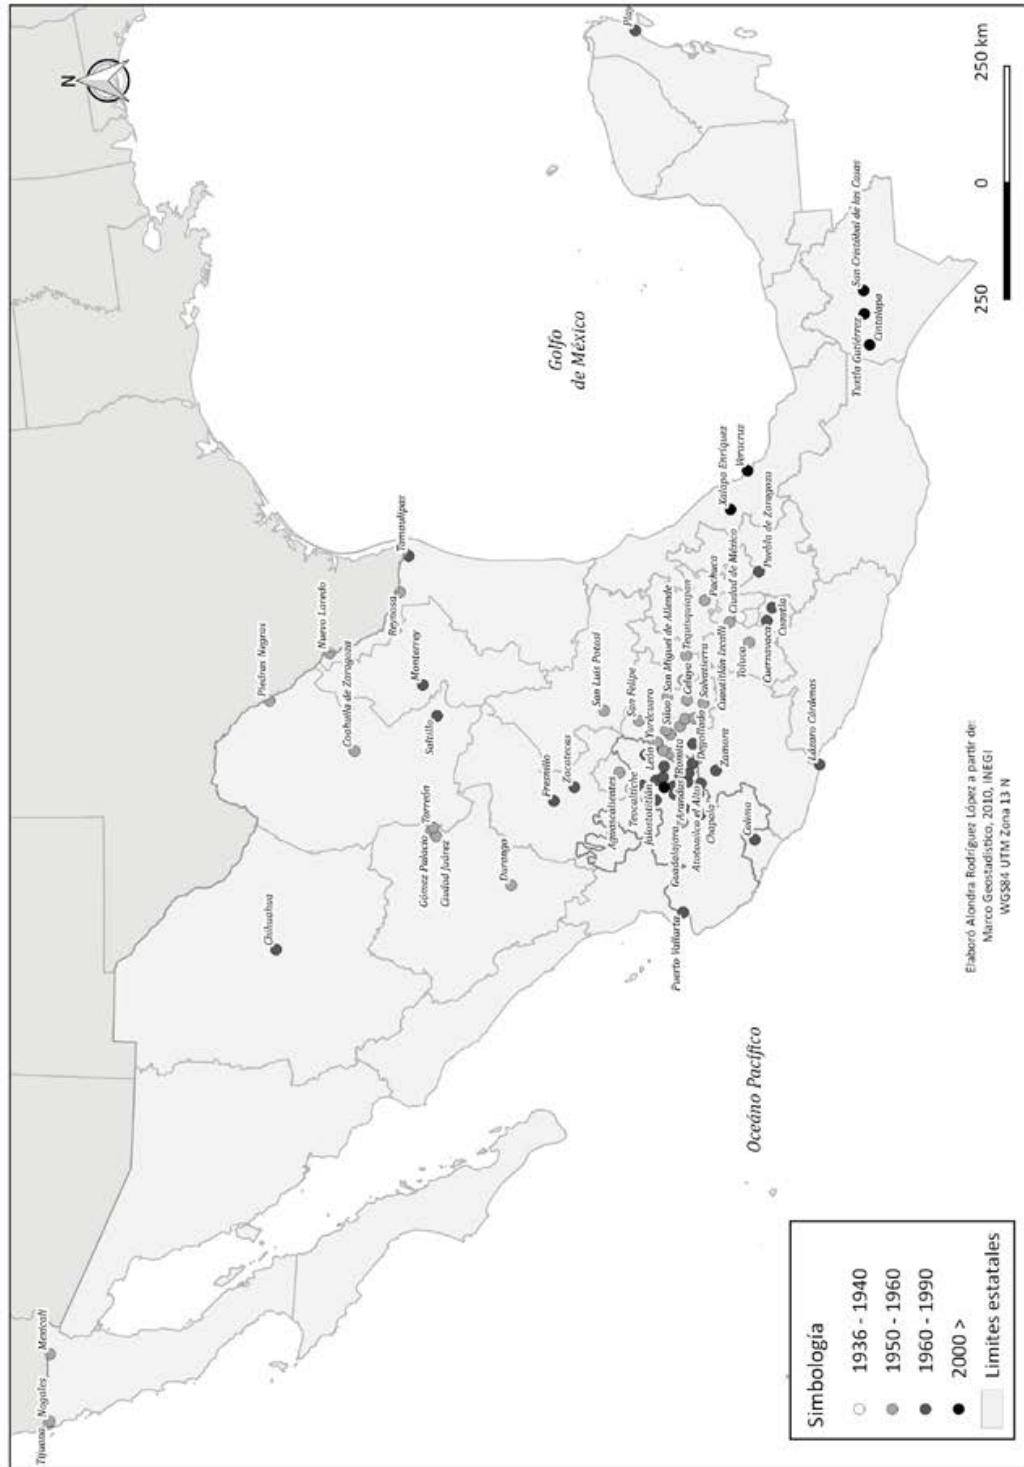 N
Tijuana
Nogales
Mexicali
Chihuahua
Piedras Negras
Nuevo Laredo
Coahuila de Zaragoza
Reynosa
Tamaulipas
Monterrey
Saltillo
Gómez Palacio
Torreón
Ciudad Juárez
Durango
Fresnillo
Zacatecas
San Luis Potosí
Aguascalientes
San Felipe
Teocaltiche
León
Yurécuaro
Silao
San Miguel de Allende
Jalostotitlán
Arandas
Romita
Celaya
Tequisquiapan
Guadalajara
Atotonilco el Alto
Degollado
Salvatierra
Pachuca
Chapala
Zamora
Cuautitlán Izcalli
Ciudad de México
Toluca
Puerto Vallarta
Colima
Cuernavaca
Cuautla
Puebla de Zaragoza
Xalapa Enríquez
Veracruz
Lázaro Cárdenas
Tuxtla Gutiérrez
San Cristóbal de las Casas
Cintalapa
Play
Golfo
de México
Oceáno Pacífico
Simbología
1936 - 1940
1950 - 1960
1960 - 1990
2000 >
Limites estatales
Elaboró Alondra Rodríguez López a partir de:
Marco Geostadístico, 2010, INEGI
WGS84 UTM Zona 13 N
250 0 250 km